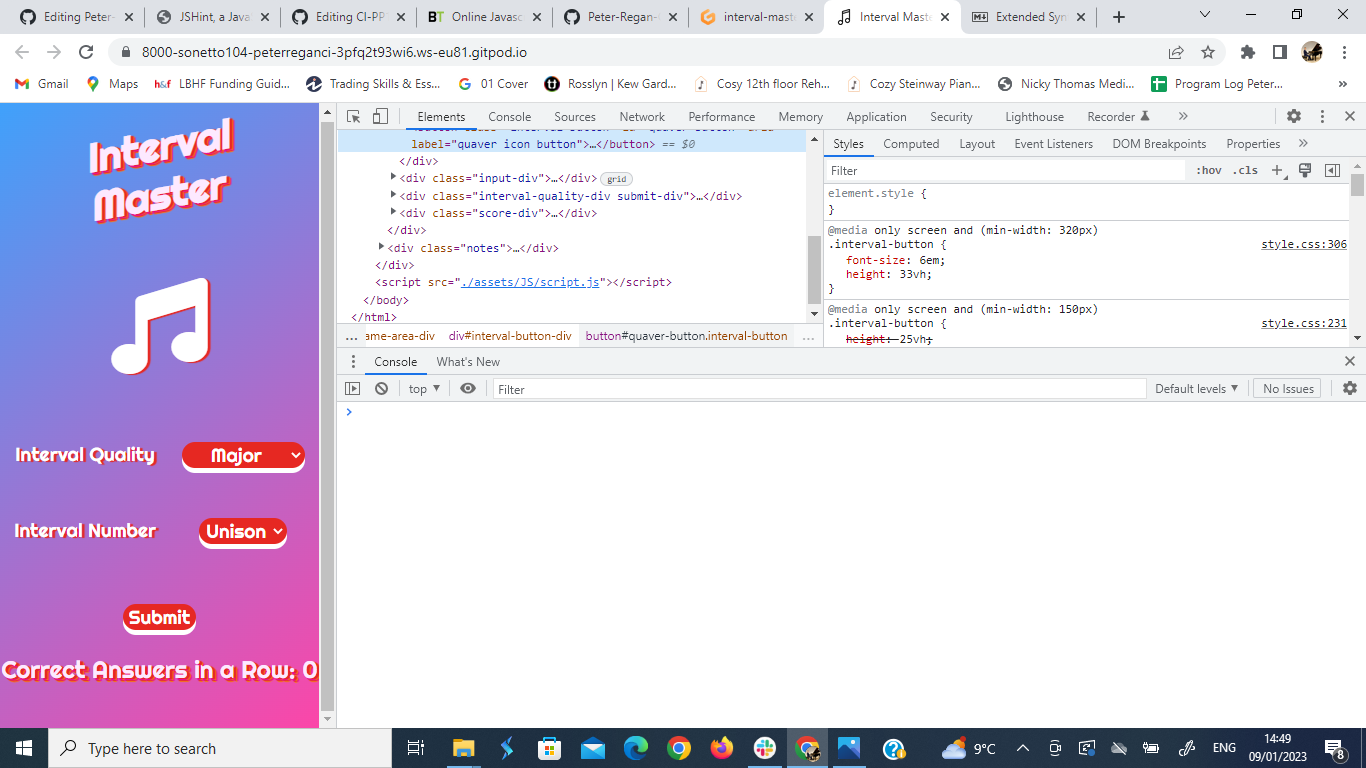 Editing Peter- JSHint, a Java Editing CI-PP Online Javasc Peter-Regan- interval-mast Interval Maste Extended Syn
8000-sonetto104-peterreganci-3pfq2t93wi6.ws-eu81.gitpod.io
Gmail Maps LBHF Funding Guid... Trading Skills & Ess... 01 Cover Rosslyn | Kew Gard... Cosy 12th floor Reh... Cozy Steinway Pian... Nicky Thomas Medi... Program Log Peter... »
Interval
Master
Interval Quality Major
Interval Number Unison
Submit
Correct Answers in a Row: 0
Elements Console Sources Network Performance Memory Application Security Lighthouse Recorder »
label="quaver icon button">…</button> == $0
</div>
<div class="input-div">…</div> grid
<div class="interval-quality-div submit-div">…</div>
<div class="score-div">…</div>
</div>
<div class="notes">…</div>
</div>
<script src="./assets/JS/script.js"></script>
</body>
</html>
... ame-area-div div#interval-button-div button#quaver-button.interval-button ...
Styles Computed Layout Event Listeners DOM Breakpoints Properties »
Filter :hov .cls +
element.style {
}
@media only screen and (min-width: 320px)
.interval-button { style.css:306
font-size: 6em;
height: 33vh;
}
@media only screen and (min-width: 150px)
.interval-button { style.css:231
height: 25vh;
Console What's New
top ▼ Filter Default levels ▼ No Issues
>
Type here to search
9°C ENG 14:49
09/01/2023 8